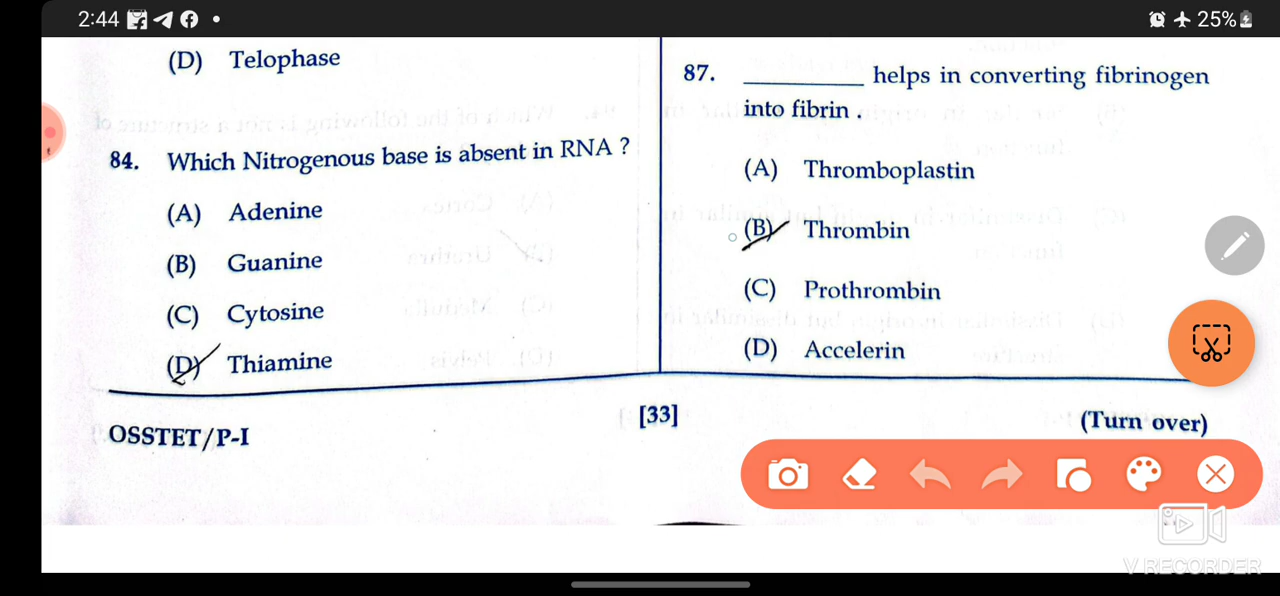 2:44
25%
(D) Telophase
84. Which Nitrogenous base is absent in RNA ?
(A) Adenine
(B) Guanine
(C) Cytosine
(D) Thiamine
87. ________ helps in converting fibrinogen
into fibrin
(A) Thromboplastin
(B) Thrombin
(C) Prothrombin
(D) Accelerin
OSSTET/P-I
[33]
(Turn over)
V RECORDER